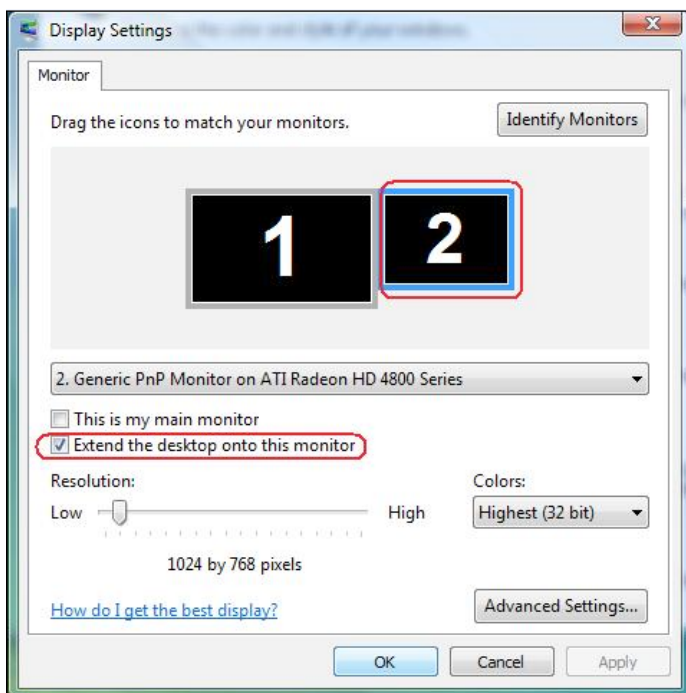 Display Settings
Monitor
Drag the icons to match your monitors.
Identify Monitors
1
2
2. Generic PnP Monitor on ATI Radeon HD 4800 Series
This is my main monitor
Extend the desktop onto this monitor
Resolution:
Colors:
Low
High
Highest (32 bit)
1024 by 768 pixels
How do I get the best display?
Advanced Settings...
OK
Cancel
Apply